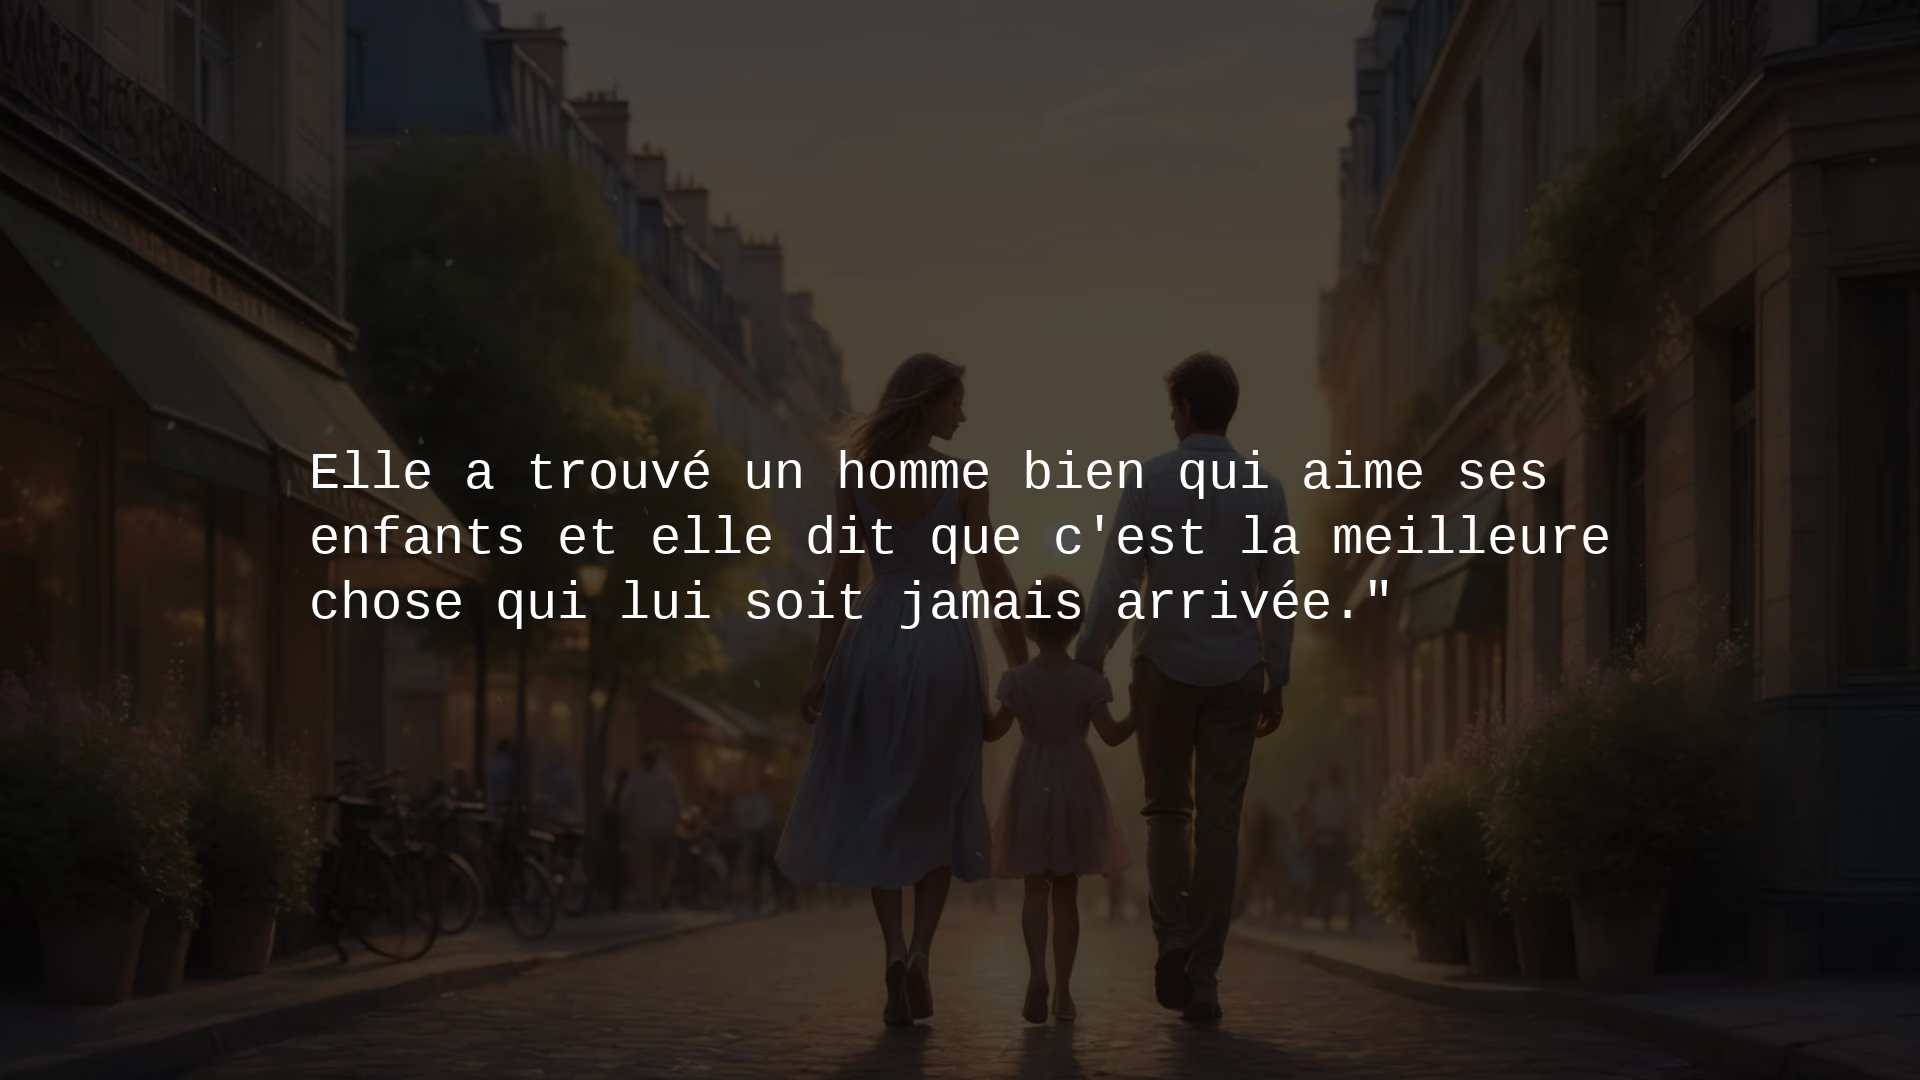 Elle a trouvé un homme bien qui aime ses
enfants et elle dit que c'est la meilleure
chose qui lui soit jamais arrivée."